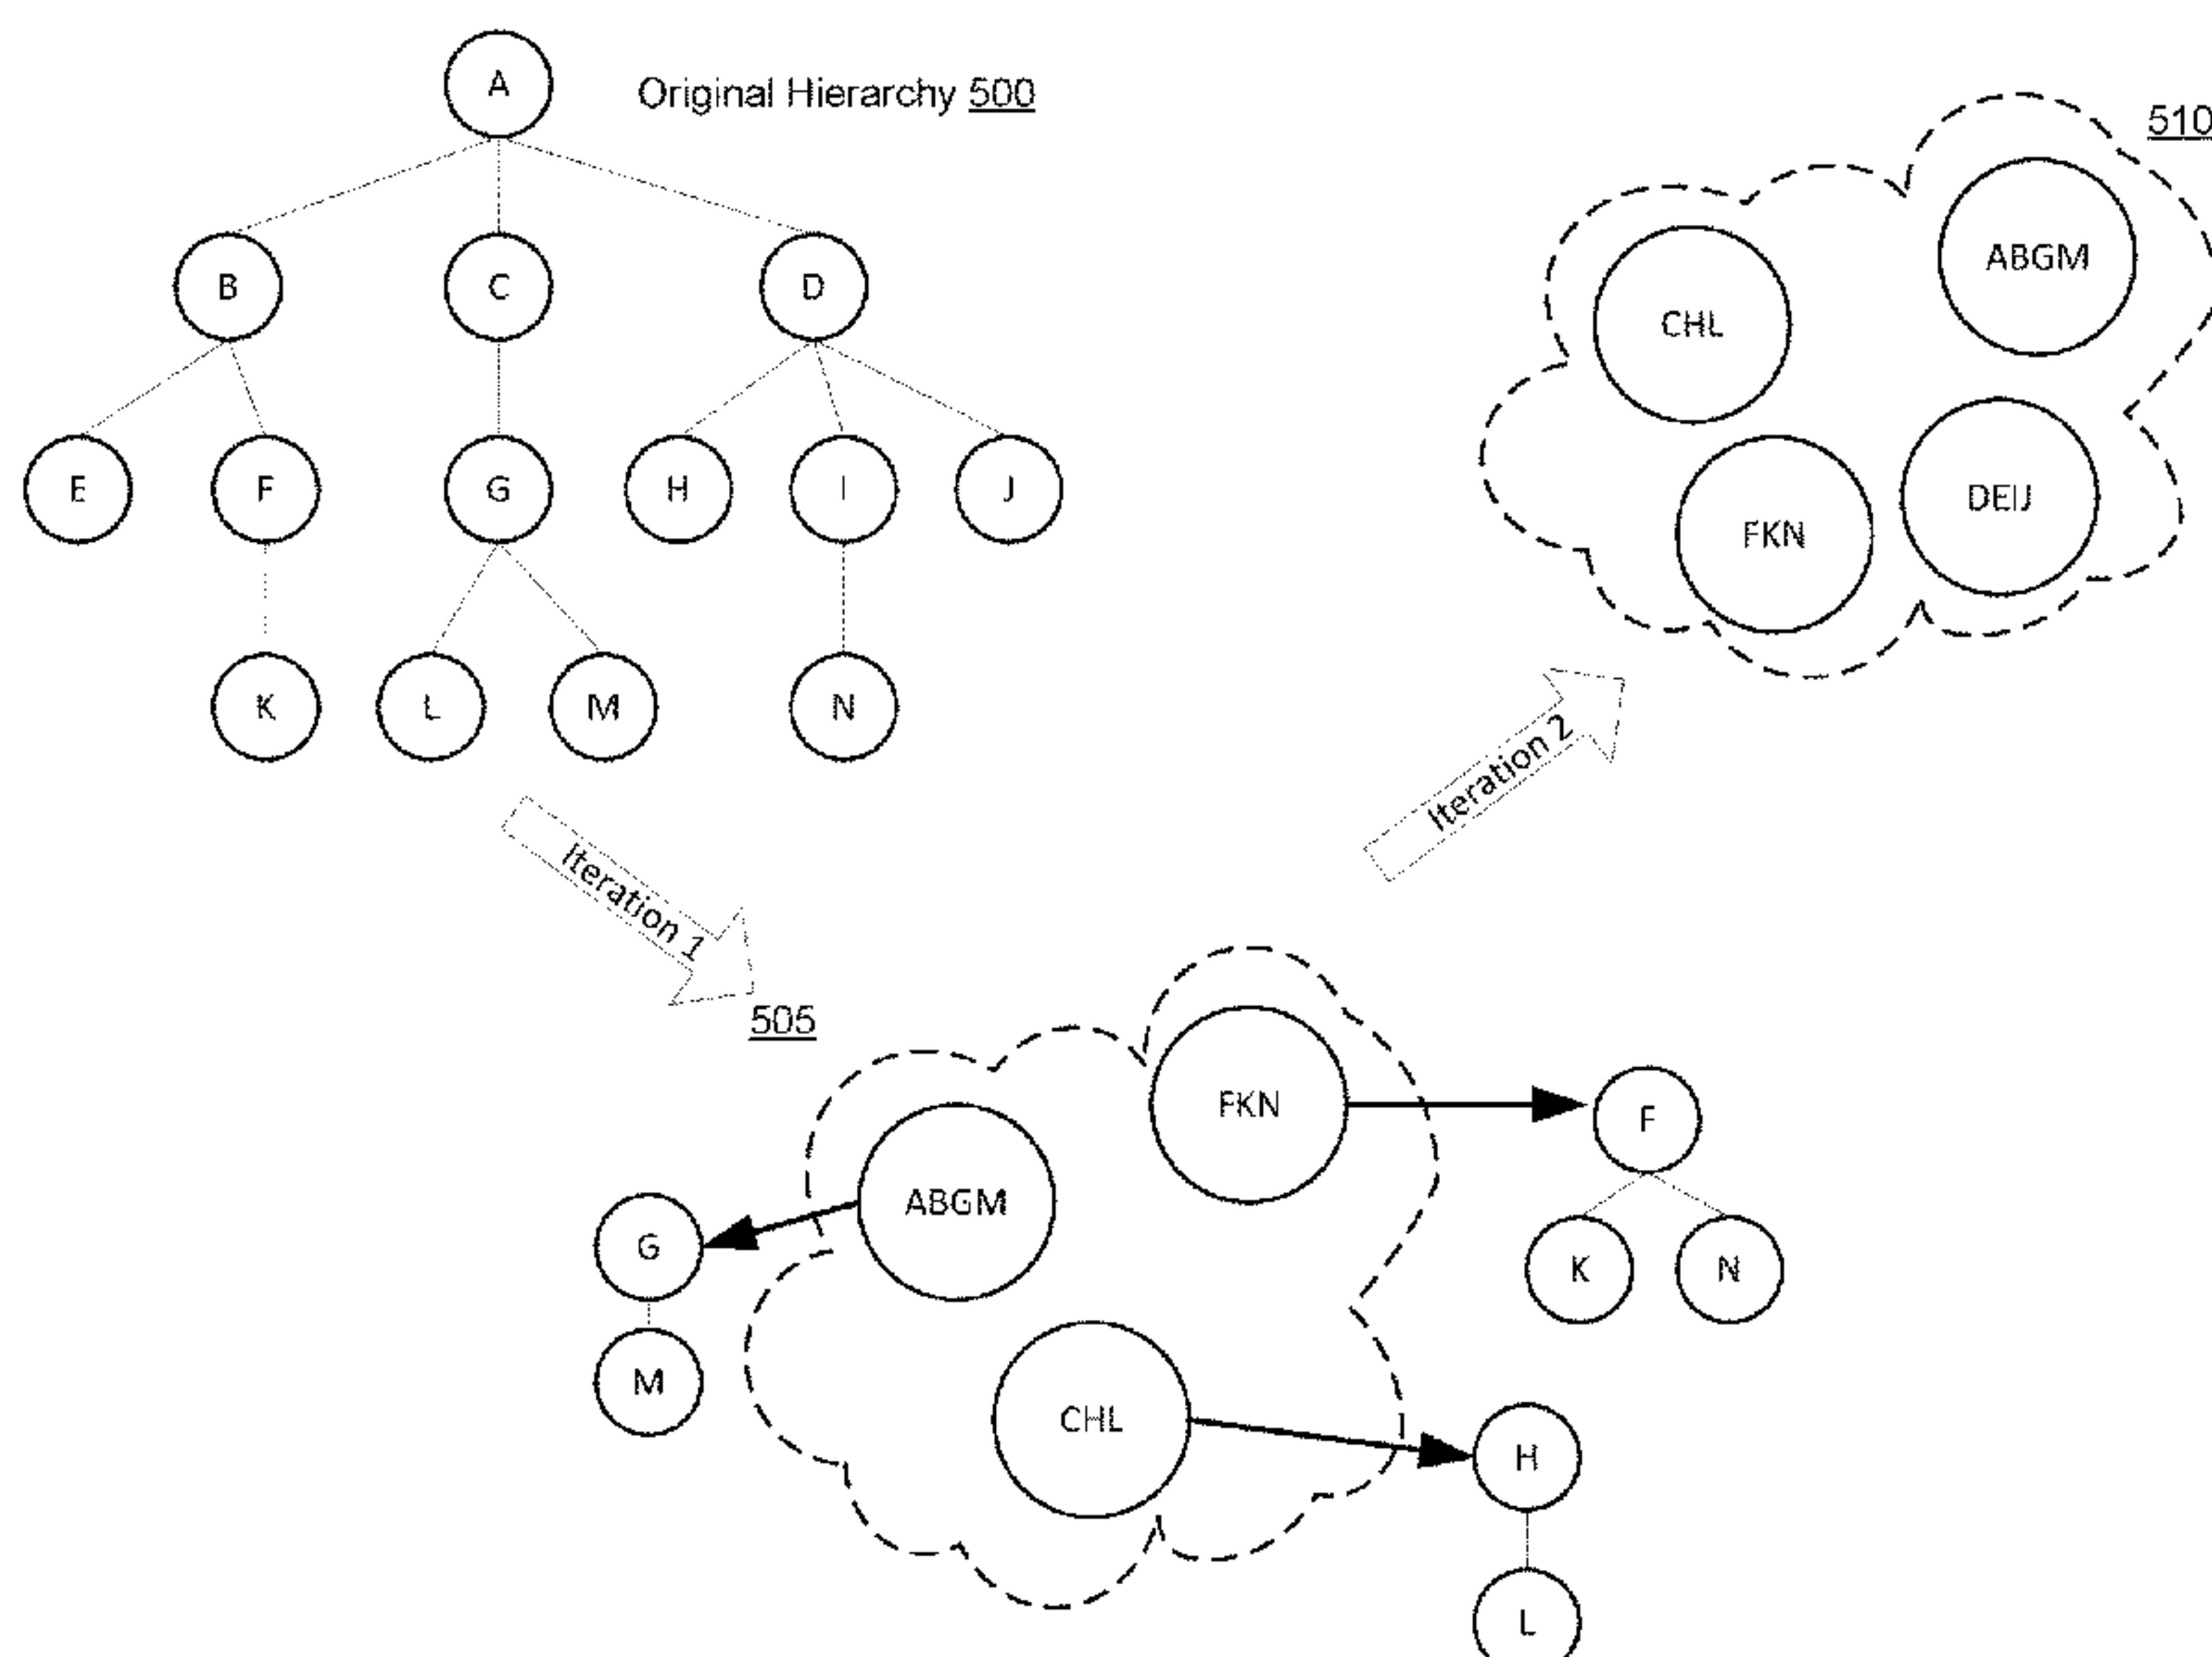 A
Original Hierarchy 500
B
C
D
E
F
G
H
I
J
K
L
M
N
Iteration 1
510
ABGM
CHL
DEIJ
FKN
Iteration 2
505
FKN
ABGM
CHL
G
M
F
K
N
H
L